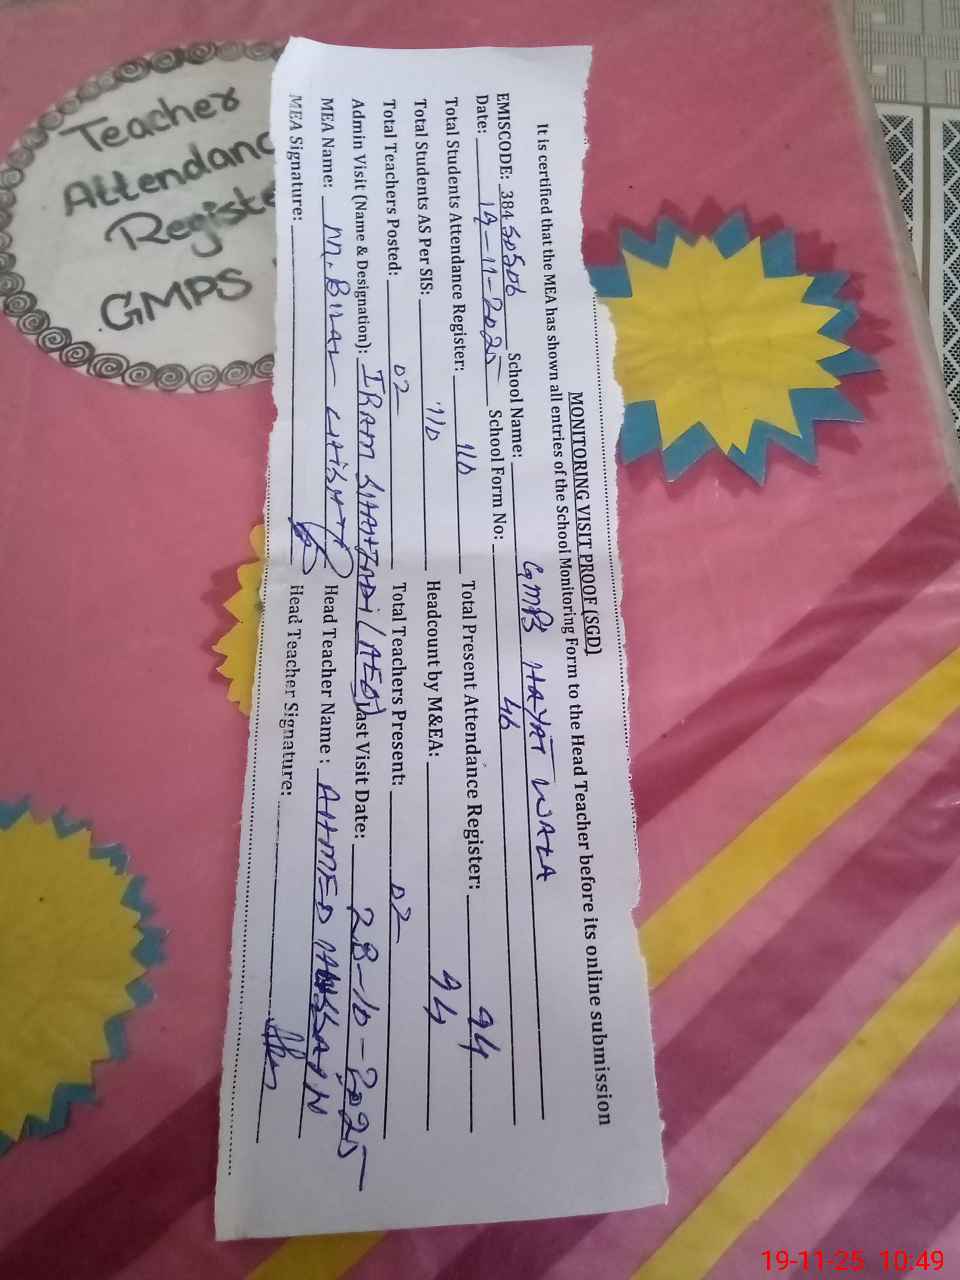 Teacher
Attendanc
Registe
GMPS
MONITORING VISIT PROOF (SGD)
It is certified that the MEA has shown all entries of the School Monitoring Form to the Head Teacher before its online submission
EMISCODE: 38450506 School Name: GMPS HAYAT WALA
Date: 19-11-2025 School Form No: 46
Total Students Attendance Register: 110 Total Present Attendance Register: 94
Total Students AS Per SIS: 110 Headcount by M&EA: 94
Total Teachers Posted: 02 Total Teachers Present: 02
Admin Visit (Name & Designation): IRAM SHAHZADI (AEO) Last Visit Date: 28-10-2025
MEA Name: M. BILAL Head Teacher Name : AHMED HASSAIN
MEA Signature: Head Teacher Signature:
19-11-25 10:49